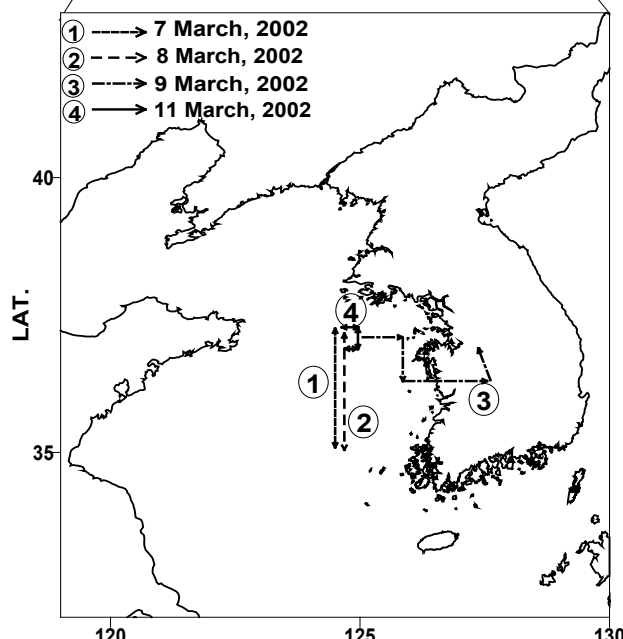 ① 7 March, 2002
② 8 March, 2002
③ 9 March, 2002
④ 11 March, 2002
40
LAT.
④
①
③
②
35
120
125
130